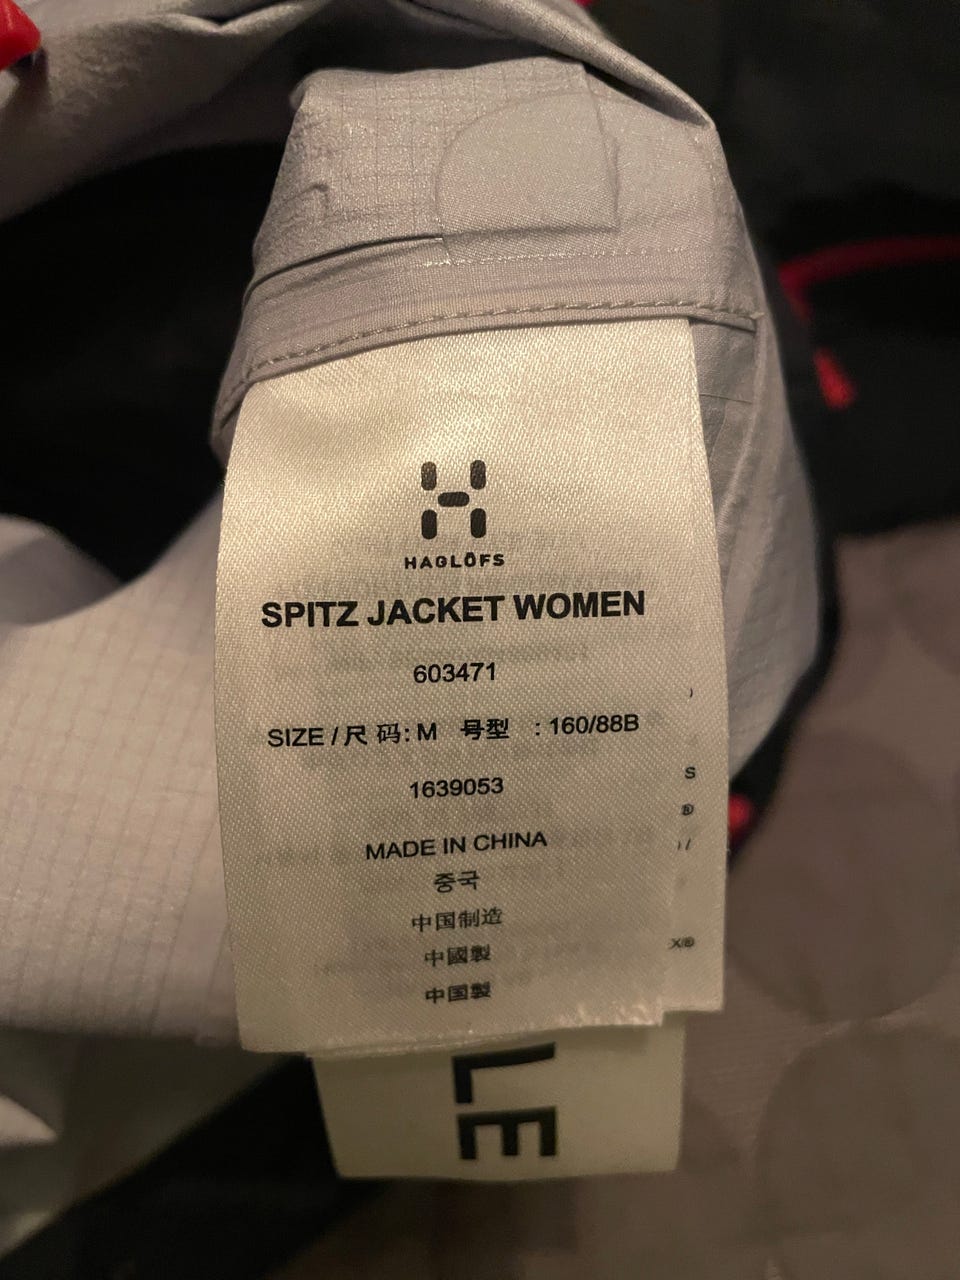 HAGLÖFS
SPITZ JACKET WOMEN
603471
SIZE / 尺 码: M 号型 : 160/88B
1639053
MADE IN CHINA
중국
中国制造
中國製
中国製
S
®
) /
X®
LE